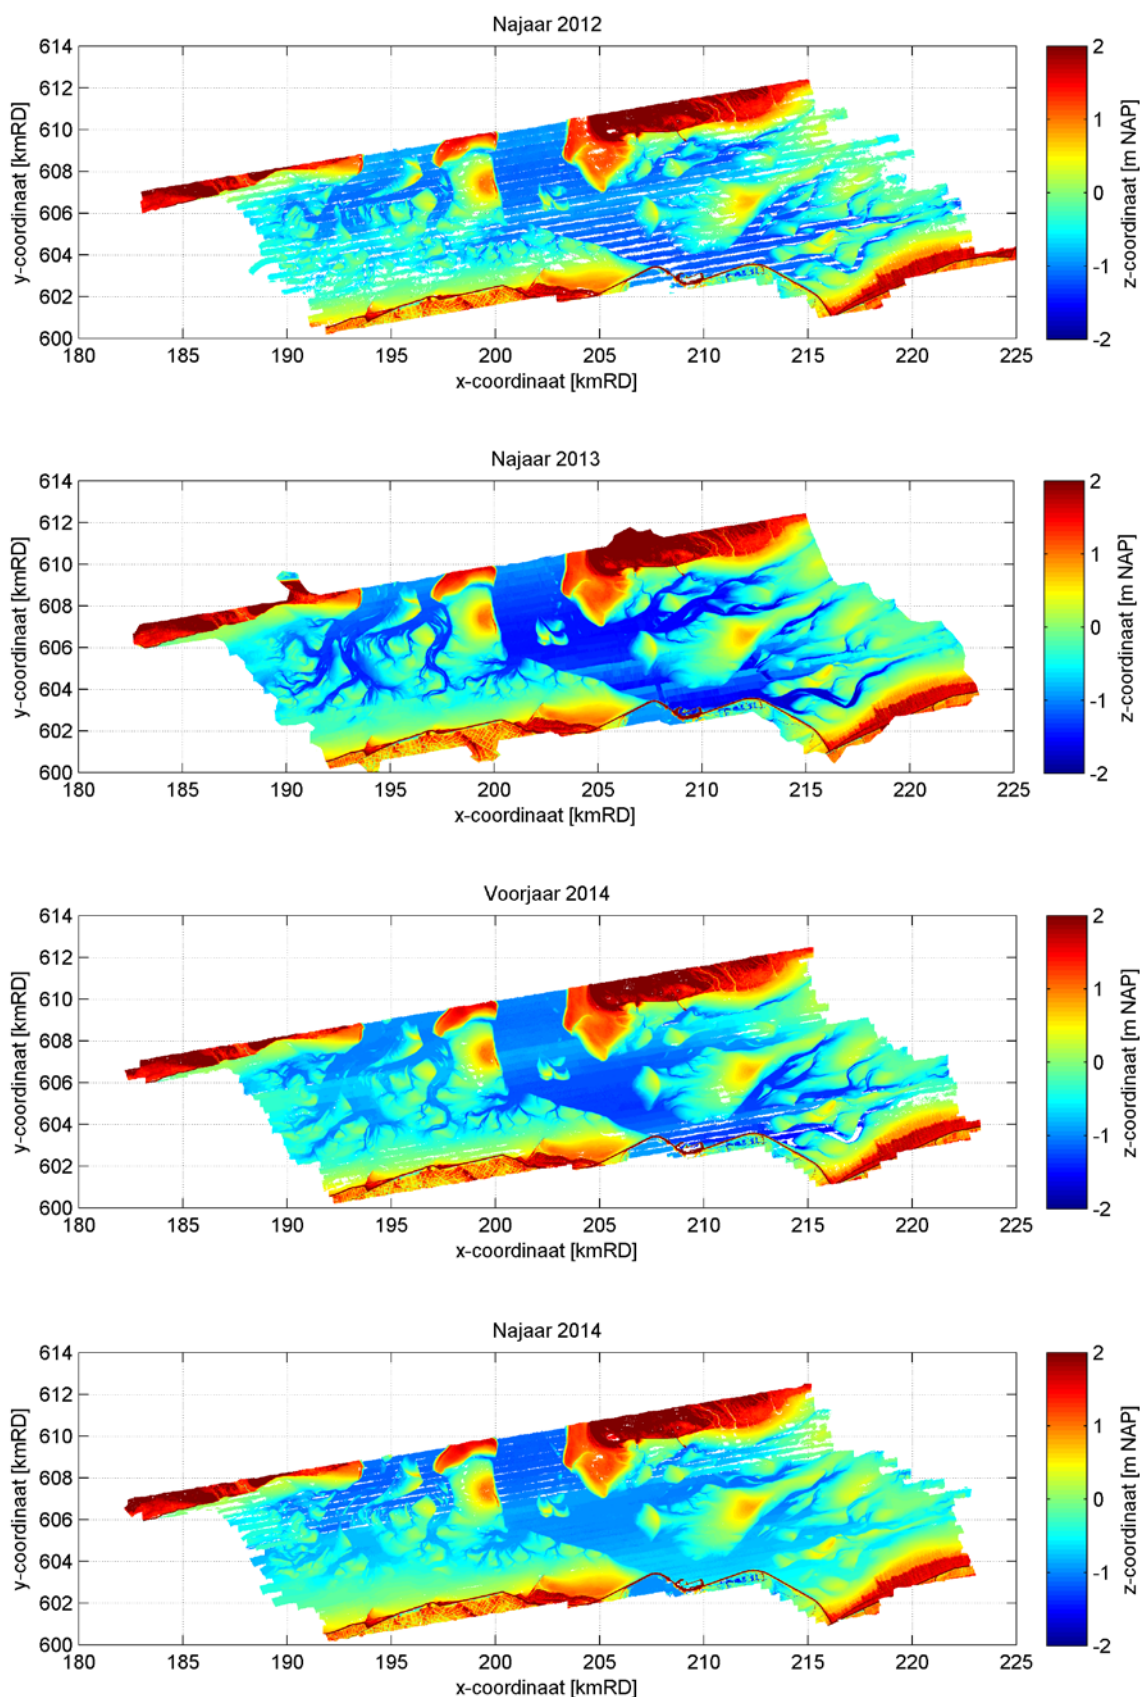 Najaar 2012
614
612
610
608
606
604
602
600
y-coordinaat [kmRD]
180 185 190 195 200 205 210 215 220 225
x-coordinaat [kmRD]
2
1
0
-1
-2
z-coordinaat [m NAP]
Najaar 2013
614
612
610
608
606
604
602
600
y-coordinaat [kmRD]
180 185 190 195 200 205 210 215 220 225
x-coordinaat [kmRD]
2
1
0
-1
-2
z-coordinaat [m NAP]
Voorjaar 2014
614
612
610
608
606
604
602
600
y-coordinaat [kmRD]
180 185 190 195 200 205 210 215 220 225
x-coordinaat [kmRD]
2
1
0
-1
-2
z-coordinaat [m NAP]
Najaar 2014
614
612
610
608
606
604
602
600
y-coordinaat [kmRD]
180 185 190 195 200 205 210 215 220 225
x-coordinaat [kmRD]
2
1
0
-1
-2
z-coordinaat [m NAP]